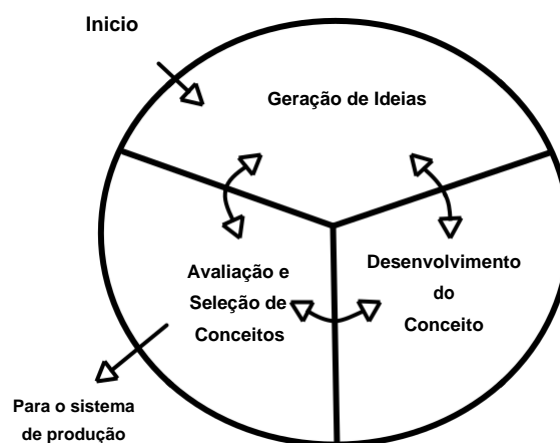 Inicio
Geração de Ideias
Avaliação e
Seleção de
Conceitos
Desenvolvimento
do
Conceito
Para o sistema
de produção